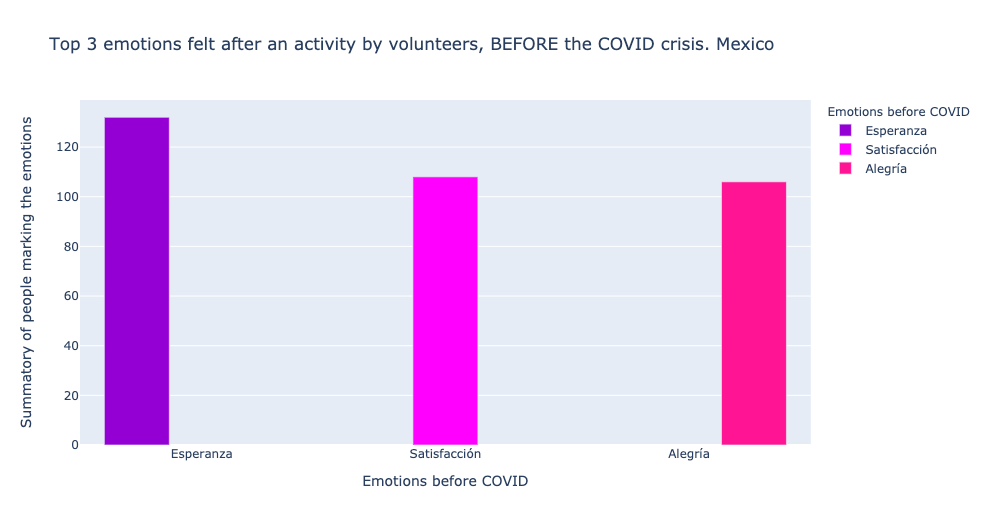 Top 3 emotions felt after an activity by volunteers, BEFORE the COVID crisis. Mexico
Summatory of people marking the emotions
120
100
80
60
40
20
0
Esperanza
Satisfacción
Alegría
Emotions before COVID
Emotions before COVID
Esperanza
Satisfacción
Alegría